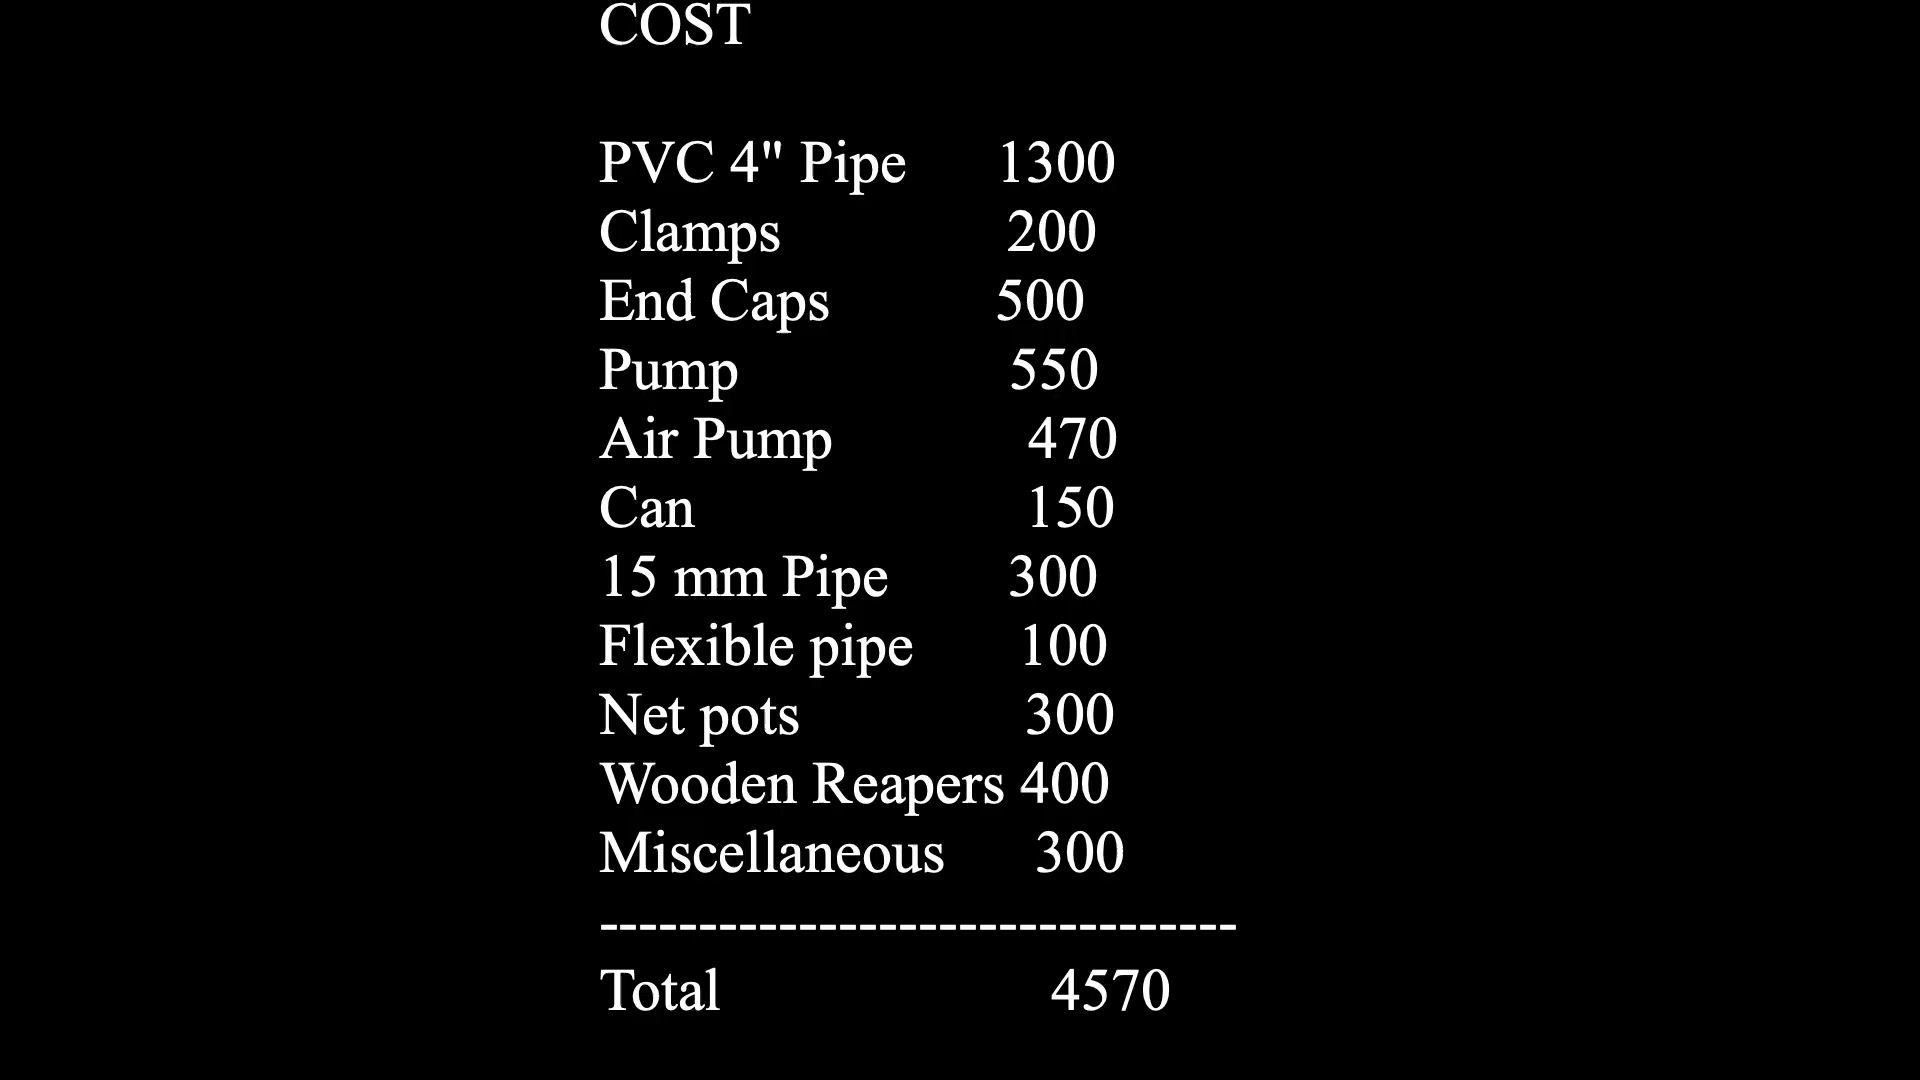 COST
PVC 4" Pipe 1300
Clamps 200
End Caps 500
Pump 550
Air Pump 470
Can 150
15 mm Pipe 300
Flexible pipe 100
Net pots 300
Wooden Reapers 400
Miscellaneous 300
--------------------------------
Total 4570